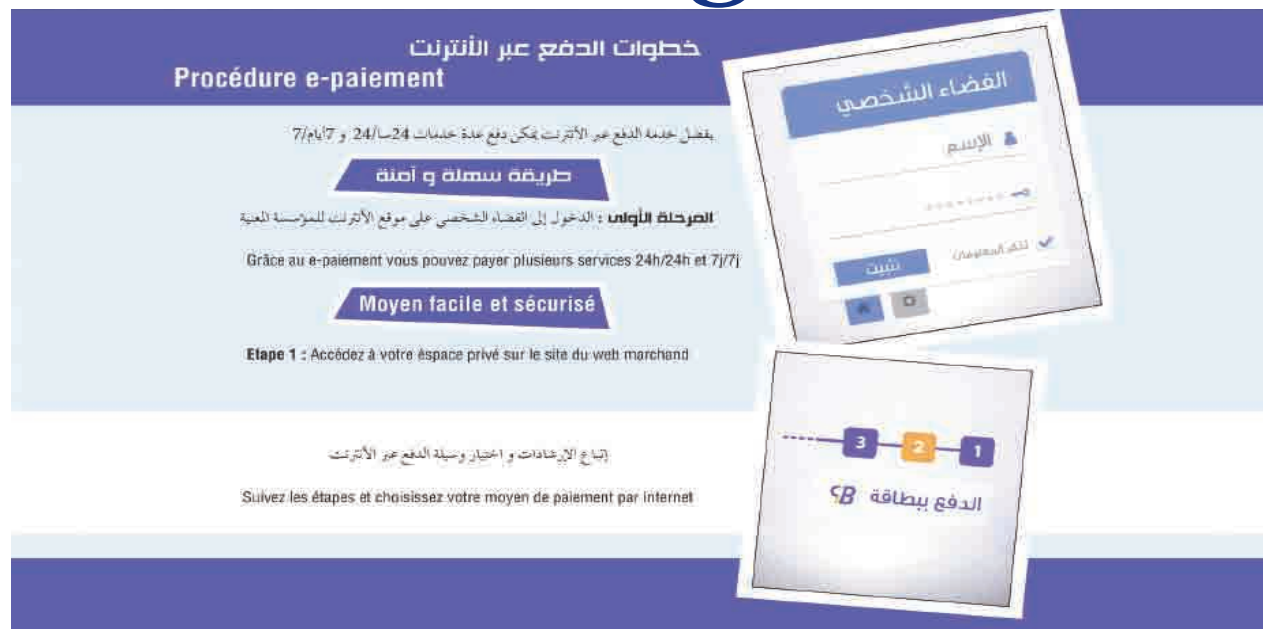 خطوات الدفع عبر الأنترنت
Procédure e-paiement
بفضل خدمة الدفع عبر الأنترنت يمكن دفع عدة خدمات 24سا/24 و 7أيام/7
طريقة سهلة و آمنة
المرحلة الأولى : الدخول إلى الفضاء الشخصي على موقع الأنترنت للمؤسسة المعنية
Grâce au e-paiement vous pouvez payer plusieurs services 24h/24h et 7j/7j
Moyen facile et sécurisé
Etape 1 : Accédez à votre èspace privé sur le site du web marchand
الفضاء الشخصي
الإسم
تذكر المعلومات
تثبيت
إتباع الإرشادات و اختيار وسيلة الدفع عبر الأنترنت
Suivez les étapes et choisissez votre moyen de paiement par internet
1 2 3
الدفع ببطاقة